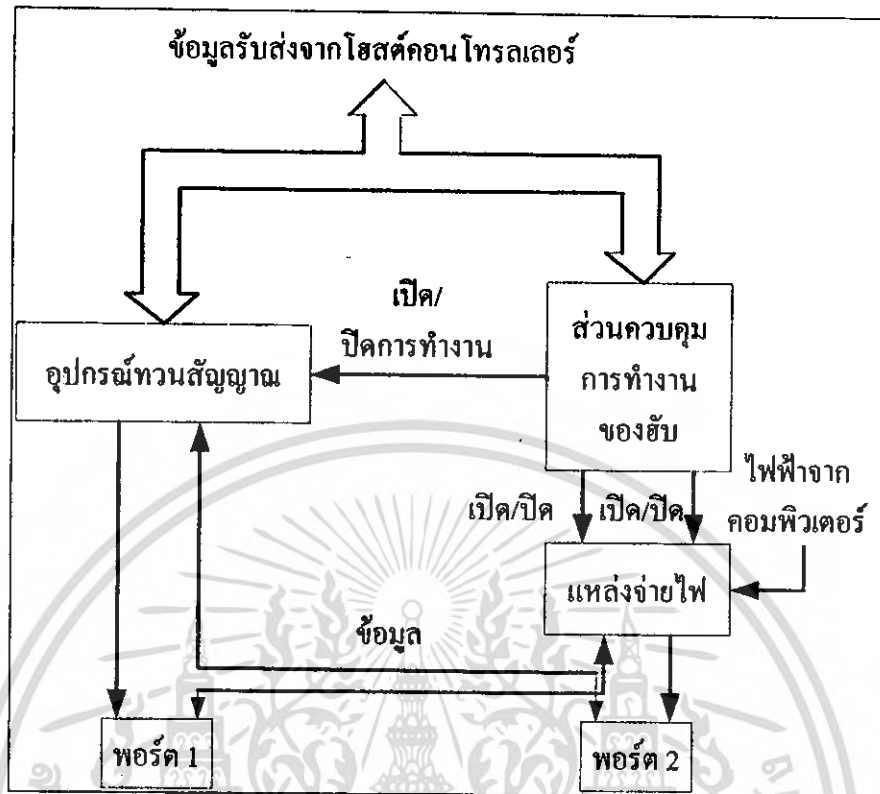 ข้อมูลรับส่งจากโฮสต์คอนโทรลเลอร์
เปิด/
ปิดการทำงาน
อุปกรณ์ทวนสัญญาณ
ส่วนควบคุม
การทำงาน
ของฮับ
เปิด/ปิด
เปิด/ปิด
ไฟฟ้าจาก
คอมพิวเตอร์
แหล่งจ่ายไฟ
ข้อมูล
พอร์ต 1
พอร์ต 2